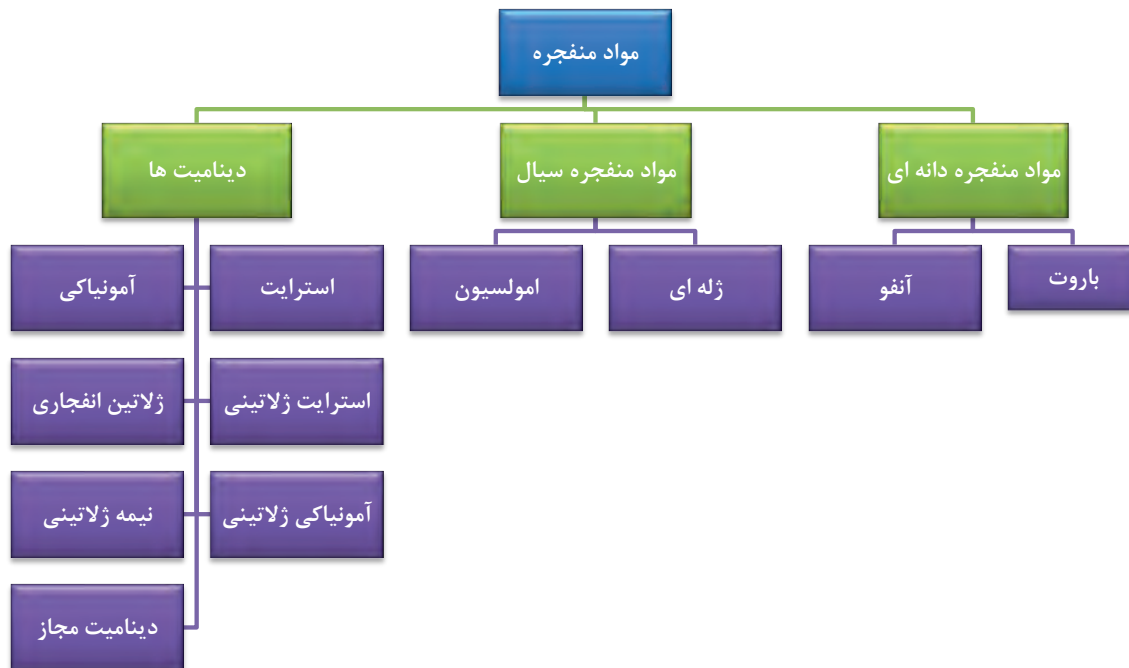 مواد منفجره
مواد منفجره دانه ای
مواد منفجره سیال
دینامیت ها
باروت
آنفو
ژله ای
امولسیون
استرایت
آمونیاکی
استرایت ژلاتینی
ژلاتین انفجاری
آمونیاکی ژلاتینی
نیمه ژلاتینی
دینامیت مجاز